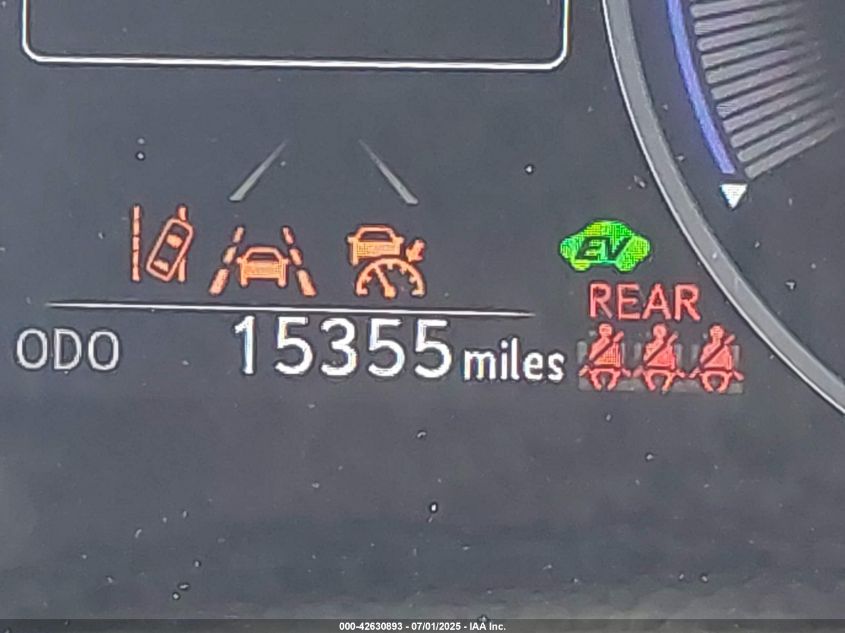 EV
REAR
ODO 15355 miles
000-42630893 - 07/01/2025 - IAA Inc.